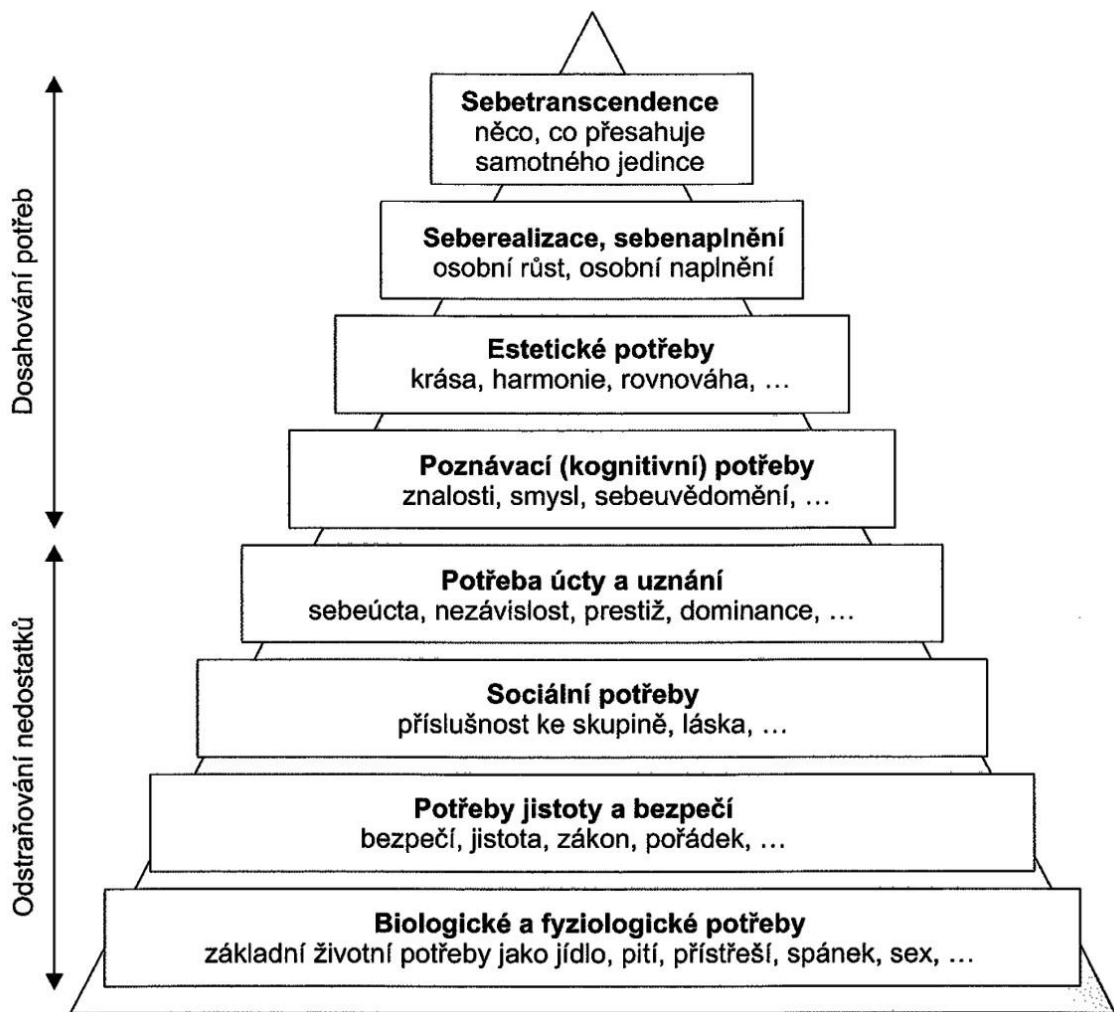 Sebetranscendence
něco, co přesahuje
samotného jedince
Seberealizace, sebenaplnění
osobní růst, osobní naplnění
Estetické potřeby
krása, harmonie, rovnováha, …
Poznávací (kognitivní) potřeby
znalosti, smysl, sebeuvědomění, …
Dosahování potřeb
Potřeba úcty a uznání
sebeúcta, nezávislost, prestiž, dominance, …
Sociální potřeby
příslušnost ke skupině, láska, …
Potřeby jistoty a bezpečí
bezpečí, jistota, zákon, pořádek, …
Biologické a fyziologické potřeby
základní životní potřeby jako jídlo, pití, přístřeší, spánek, sex, …
Odstraňování nedostatků